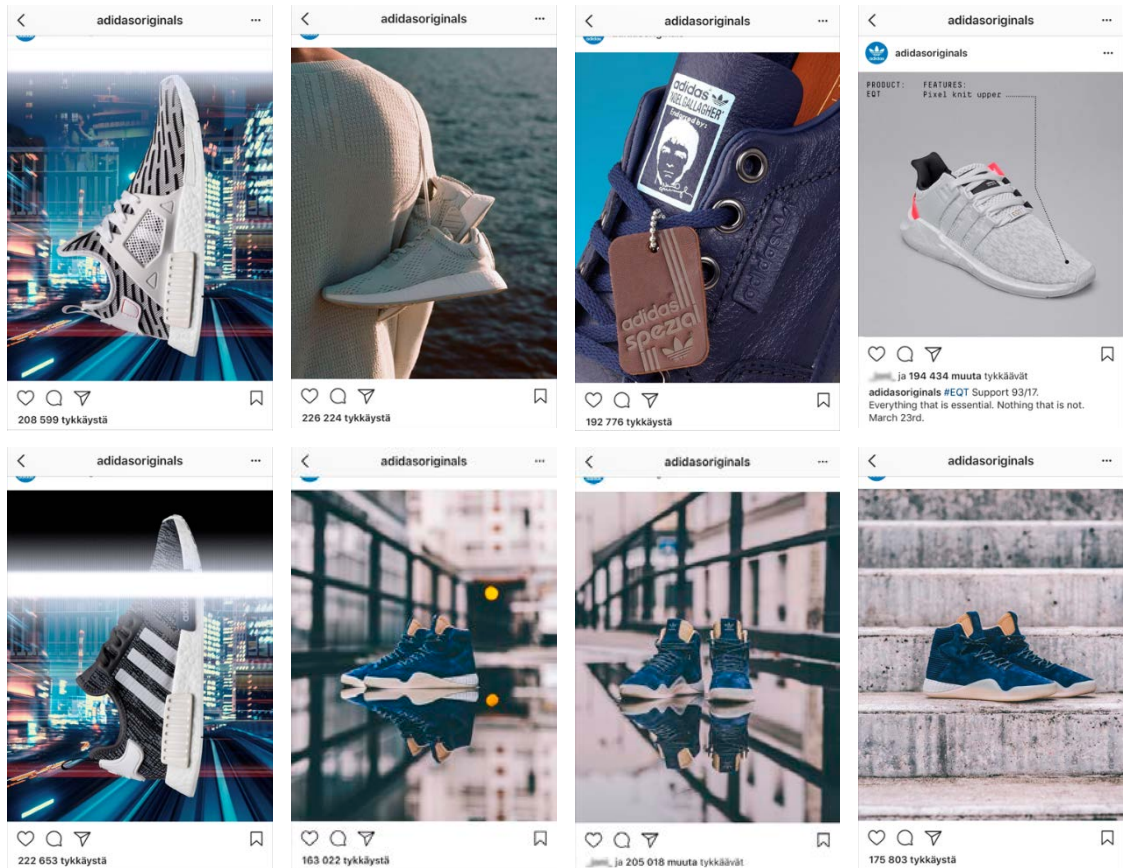 adidasoriginals
208 599 tykkäystä
adidasoriginals
226 224 tykkäystä
adidasoriginals
adidas
NOEL GALLAGHER
Endorsed by:
adidas
spezial
192 776 tykkäystä
adidasoriginals
adidasoriginals
PRODUCT: FEATURES:
EQT Pixel knit upper
ja 194 434 muuta tykkäävät
adidasoriginals #EQT Support 93/17.
Everything that is essential. Nothing that is not.
March 23rd.
adidasoriginals
222 653 tykkäystä
adidasoriginals
163 022 tykkäystä
adidasoriginals
ja 205 018 muuta tykkäävät
adidasoriginals
175 803 tykkäystä